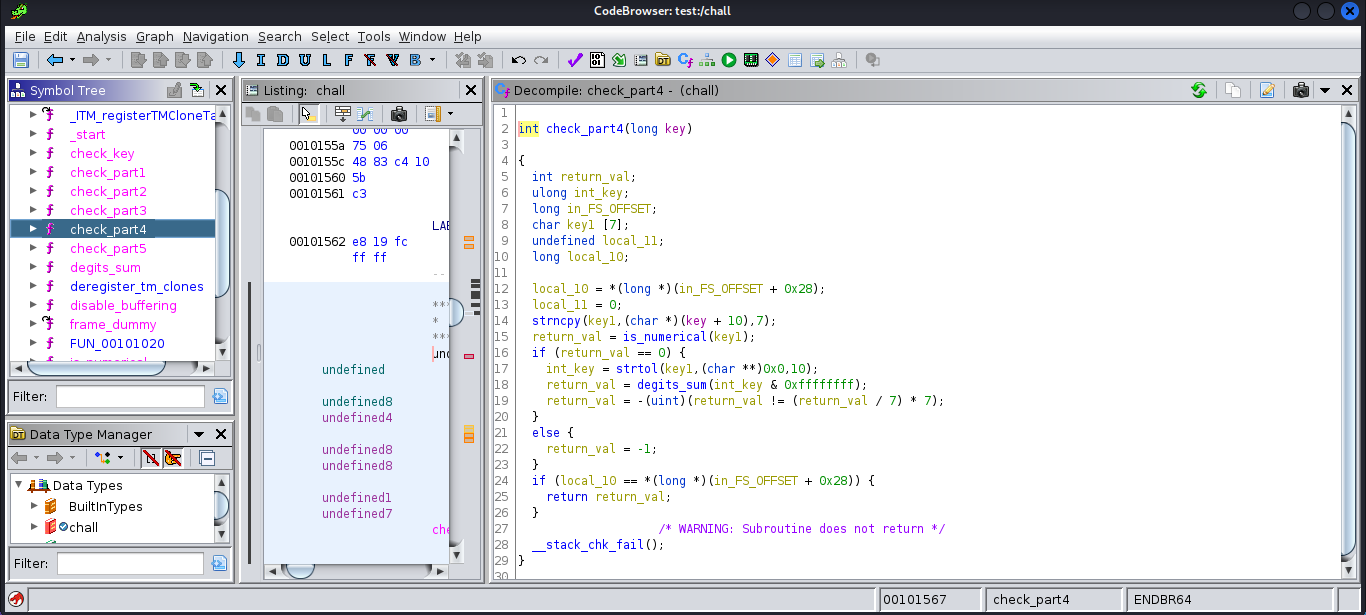 CodeBrowser: test:/chall
File Edit Analysis Graph Navigation Search Select Tools Window Help
I D U L F F V B
Symbol Tree
_ITM_registerTMCloneTa
_start
check_key
check_part1
check_part2
check_part3
check_part4
check_part5
degits_sum
deregister_tm_clones
disable_buffering
frame_dummy
FUN_00101020
Filter:
Data Type Manager
Data Types
BuiltInTypes
chall
Filter:
Listing: chall
00 00 00
0010155a 75 06
0010155c 48 83 c4 10
00101560 5b
00101561 c3
LAE
00101562 e8 19 fc
ff ff
--
***
*
***
und
undefined
undefined8
undefined4
undefined8
undefined8
undefined1
undefined7
che
Decompile: check_part4 - (chall)
1
2 int check_part4(long key)
3
4 {
5 int return_val;
6 ulong int_key;
7 long in_FS_OFFSET;
8 char key1 [7];
9 undefined local_11;
10 long local_10;
11
12 local_10 = *(long *)(in_FS_OFFSET + 0x28);
13 local_11 = 0;
14 strncpy(key1,(char *)(key + 10),7);
15 return_val = is_numerical(key1);
16 if (return_val == 0) {
17 int_key = strtol(key1,(char **)0x0,10);
18 return_val = degits_sum(int_key & 0xffffffff);
19 return_val = -(uint)(return_val != (return_val / 7) * 7);
20 }
21 else {
22 return_val = -1;
23 }
24 if (local_10 == *(long *)(in_FS_OFFSET + 0x28)) {
25 return return_val;
26 }
27 /* WARNING: Subroutine does not return */
28 __stack_chk_fail();
29 }
30
00101567 check_part4 ENDBR64